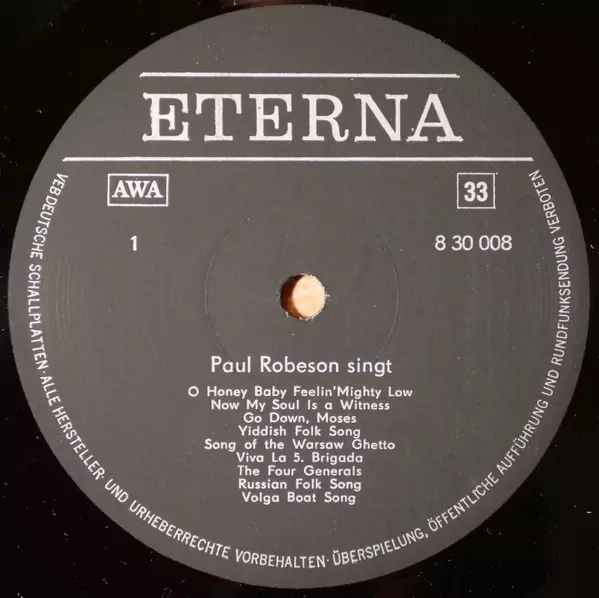 ETERNA
AWA
33
1
8 30 008
Paul Robeson singt
O Honey Baby Feelin'Mighty Low
Now My Soul Is a Witness
Go Down, Moses
Yiddish Folk Song
Song of the Warsaw Ghetto
Viva La 5. Brigada
The Four Generals
Russian Folk Song
Volga Boat Song
VEB DEUTSCHE SCHALLPLATTEN · ALLE HERSTELLER- UND URHEBERRECHTE VORBEHALTEN · ÜBERSPIELUNG, ÖFFENTLICHE AUFFÜHRUNG UND RUNDFUNKSENDUNG VERBOTEN